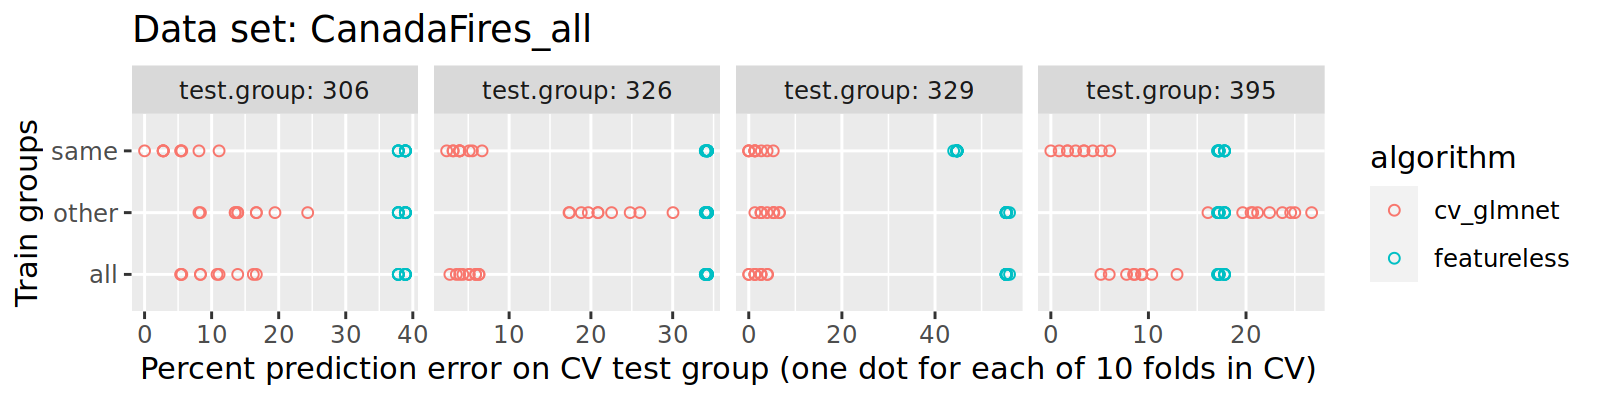 Data set: CanadaFires_all
test.group: 306
test.group: 326
test.group: 329
test.group: 395
Train groups
same
other
all
0 10 20 30 40
10 20 30
0 20 40
0 10 20
Percent prediction error on CV test group (one dot for each of 10 folds in CV)
algorithm
cv_glmnet
featureless